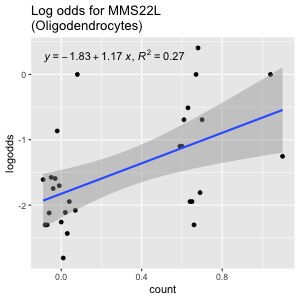 Log odds for MMS22L
(Oligodendrocytes)
y = −1.83 + 1.17 x, R² = 0.27
0
-1
-2
logodds
0.0 0.4 0.8
count